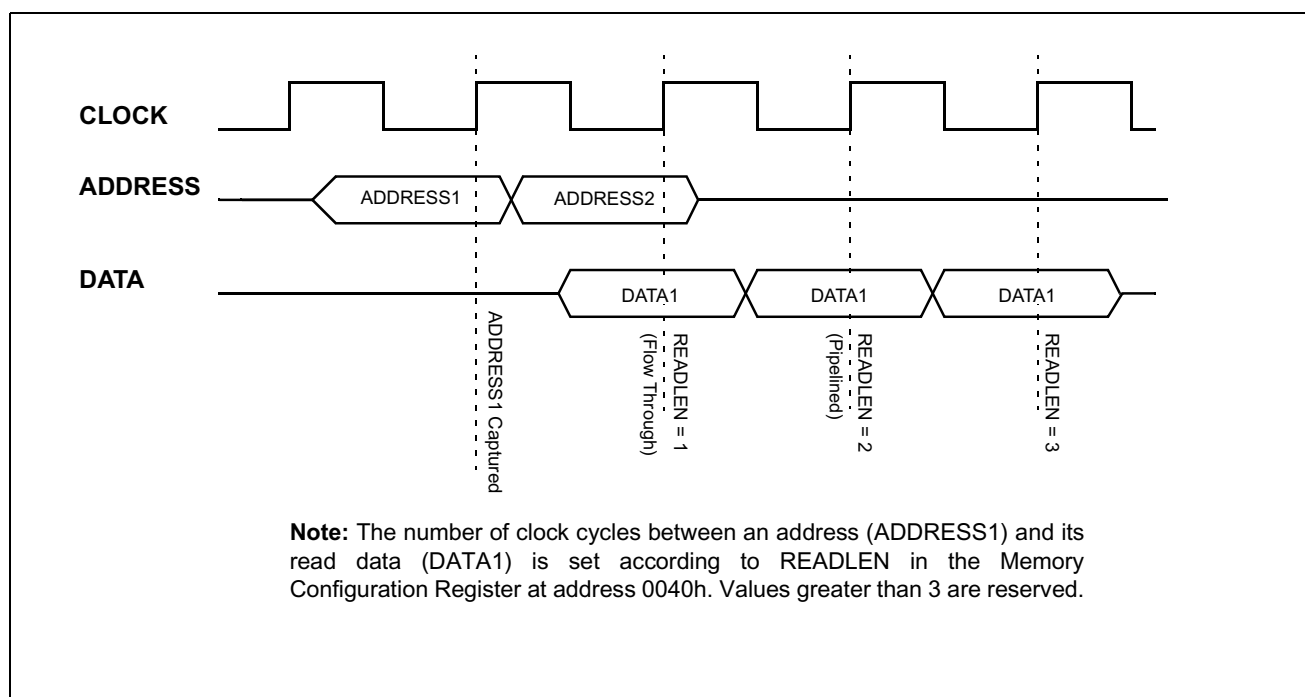 CLOCK
ADDRESS
ADDRESS1
ADDRESS2
DATA
DATA1
DATA1
DATA1
ADDRESS1 Captured
READLEN = 1
(Flow Through)
READLEN = 2
(Pipelined)
READLEN = 3
Note: The number of clock cycles between an address (ADDRESS1) and its
read data (DATA1) is set according to READLEN in the Memory
Configuration Register at address 0040h. Values greater than 3 are reserved.